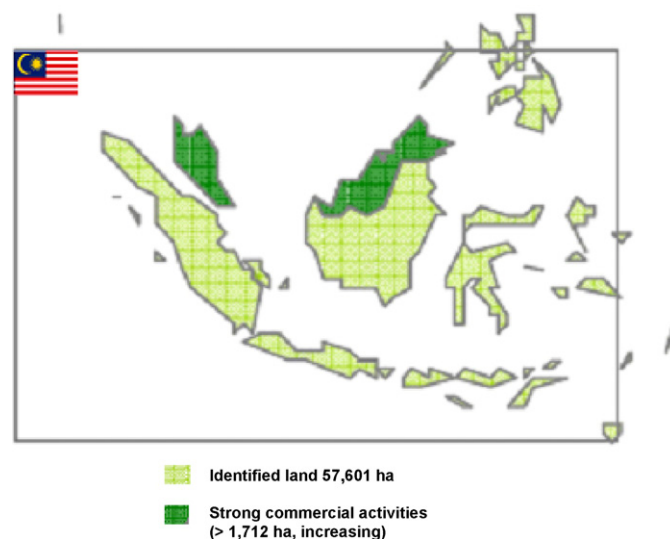 Identified land 57,601 ha
Strong commercial activities
(> 1,712 ha, increasing)